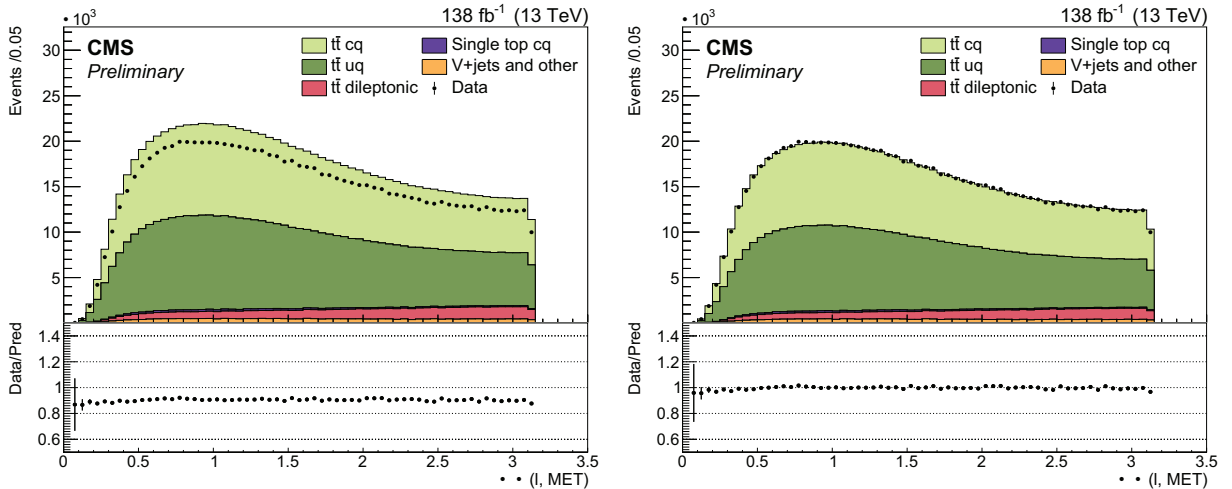 • 10³ 138 fb⁻¹ (13 TeV)
CMS
Preliminary
tt̄ cq Single top cq
tt̄ uq V+jets and other
tt̄ dileptonic Data
Events /0.05
30
25
20
15
10
5
Data/Pred
1.4
1.2
1
0.8
0.6
0 0.5 1 1.5 2 2.5 3 3.5
• • (l, MET)
• 10³ 138 fb⁻¹ (13 TeV)
CMS
Preliminary
tt̄ cq Single top cq
tt̄ uq V+jets and other
tt̄ dileptonic Data
Events /0.05
30
25
20
15
10
5
Data/Pred
1.4
1.2
1
0.8
0.6
0 0.5 1 1.5 2 2.5 3 3.5
• • (l, MET)